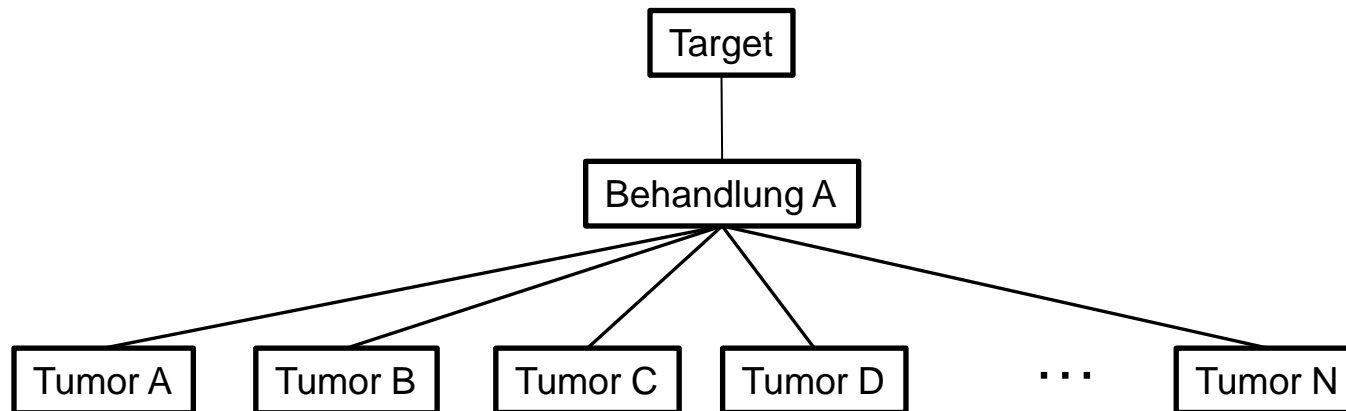 Target
Behandlung A
Tumor A
Tumor B
Tumor C
Tumor D
...
Tumor N